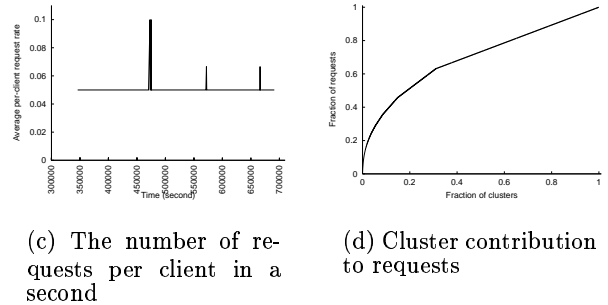 0.1
0.08
0.06
0.04
0.02
0
Average per-client request rate
300000
350000
400000
450000
500000
550000
600000
650000
700000
Time (second)
1
0.8
0.6
0.4
0.2
0
Fraction of requests
0 0.2 0.4 0.6 0.8 1
Fraction of clusters
(c) The number of re-
quests per client in a
second
(d) Cluster contribution
to requests